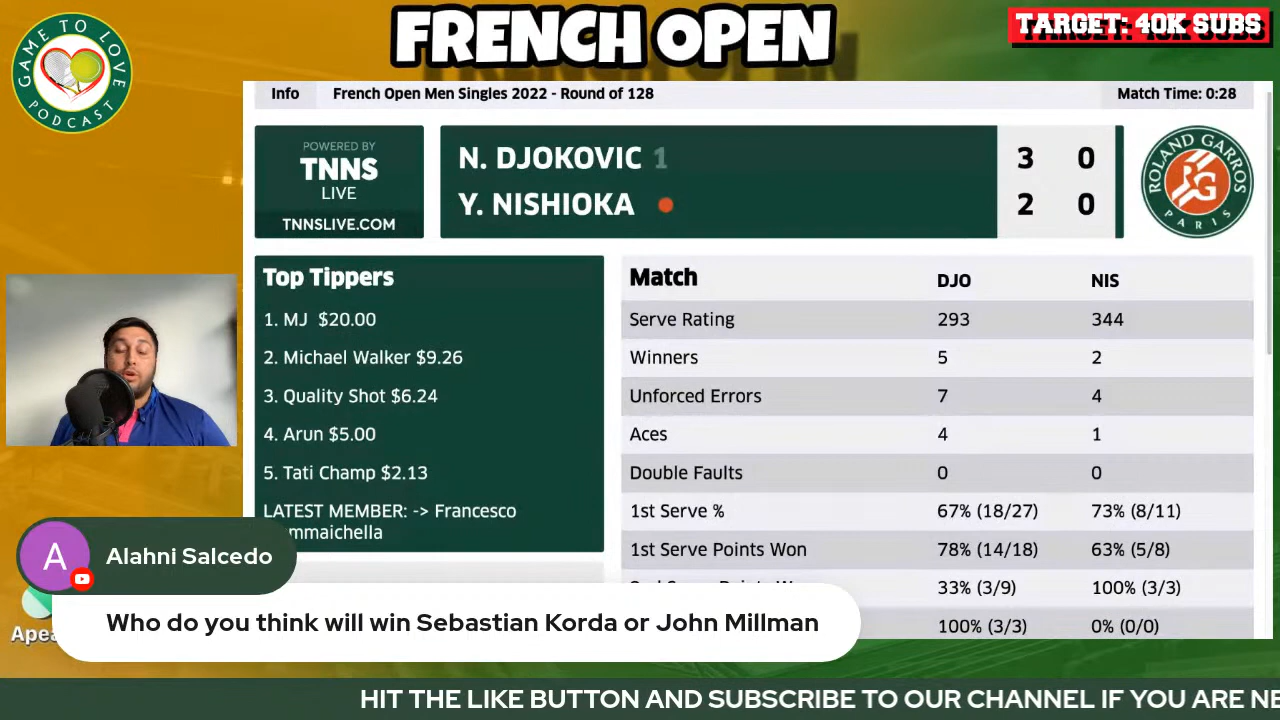 GAME TO LOVE
PODCAST
FRENCH OPEN
TARGET: 40K SUBS
Info French Open Men Singles 2022 - Round of 128 Match Time: 0:28
POWERED BY
TNNS
LIVE
TNNSLIVE.COM
N. DJOKOVIC 1 3 0
Y. NISHIOKA 2 0
ROLAND GARROS
RG
PARIS
Top Tippers
1. MJ $20.00
2. Michael Walker $9.26
3. Quality Shot $6.24
4. Arun $5.00
5. Tati Champ $2.13
LATEST MEMBER: -> Francesco
Match DJO NIS
Serve Rating 293 344
Winners 5 2
Unforced Errors 7 4
Aces 4 1
Double Faults 0 0
1st Serve % 67% (18/27) 73% (8/11)
1st Serve Points Won 78% (14/18) 63% (5/8)
33% (3/9) 100% (3/3)
100% (3/3) 0% (0/0)
A
Alahni Salcedo
Who do you think will win Sebastian Korda or John Millman
HIT THE LIKE BUTTON AND SUBSCRIBE TO OUR CHANNEL IF YOU ARE NE